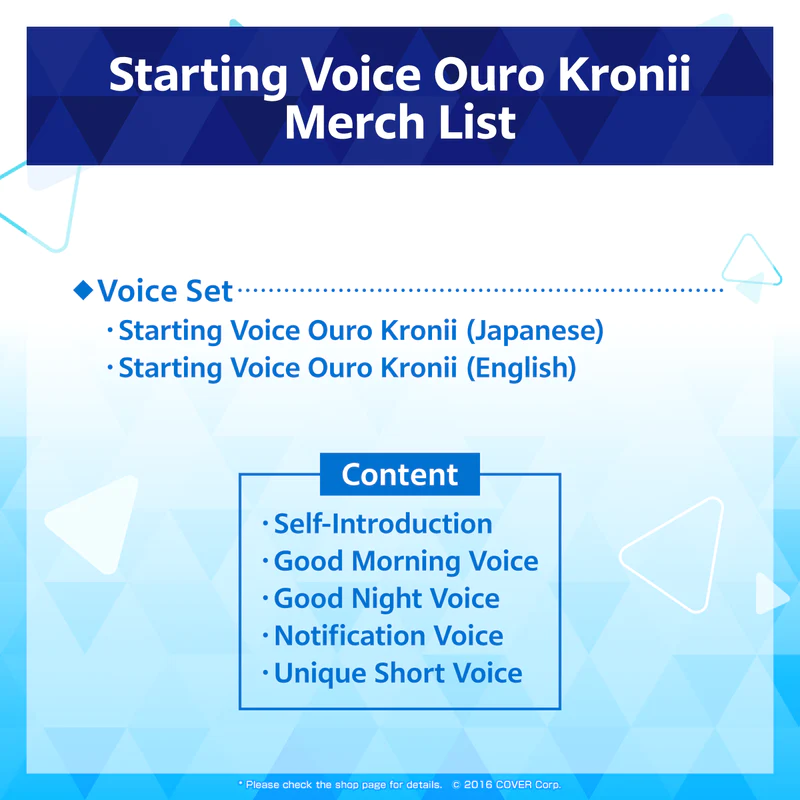 Starting Voice Ouro Kronii
Merch List
◆Voice Set
・Starting Voice Ouro Kronii (Japanese)
・Starting Voice Ouro Kronii (English)
Content
・Self-Introduction
・Good Morning Voice
・Good Night Voice
・Notification Voice
・Unique Short Voice
* Please check the shop page for details. © 2016 COVER Corp.